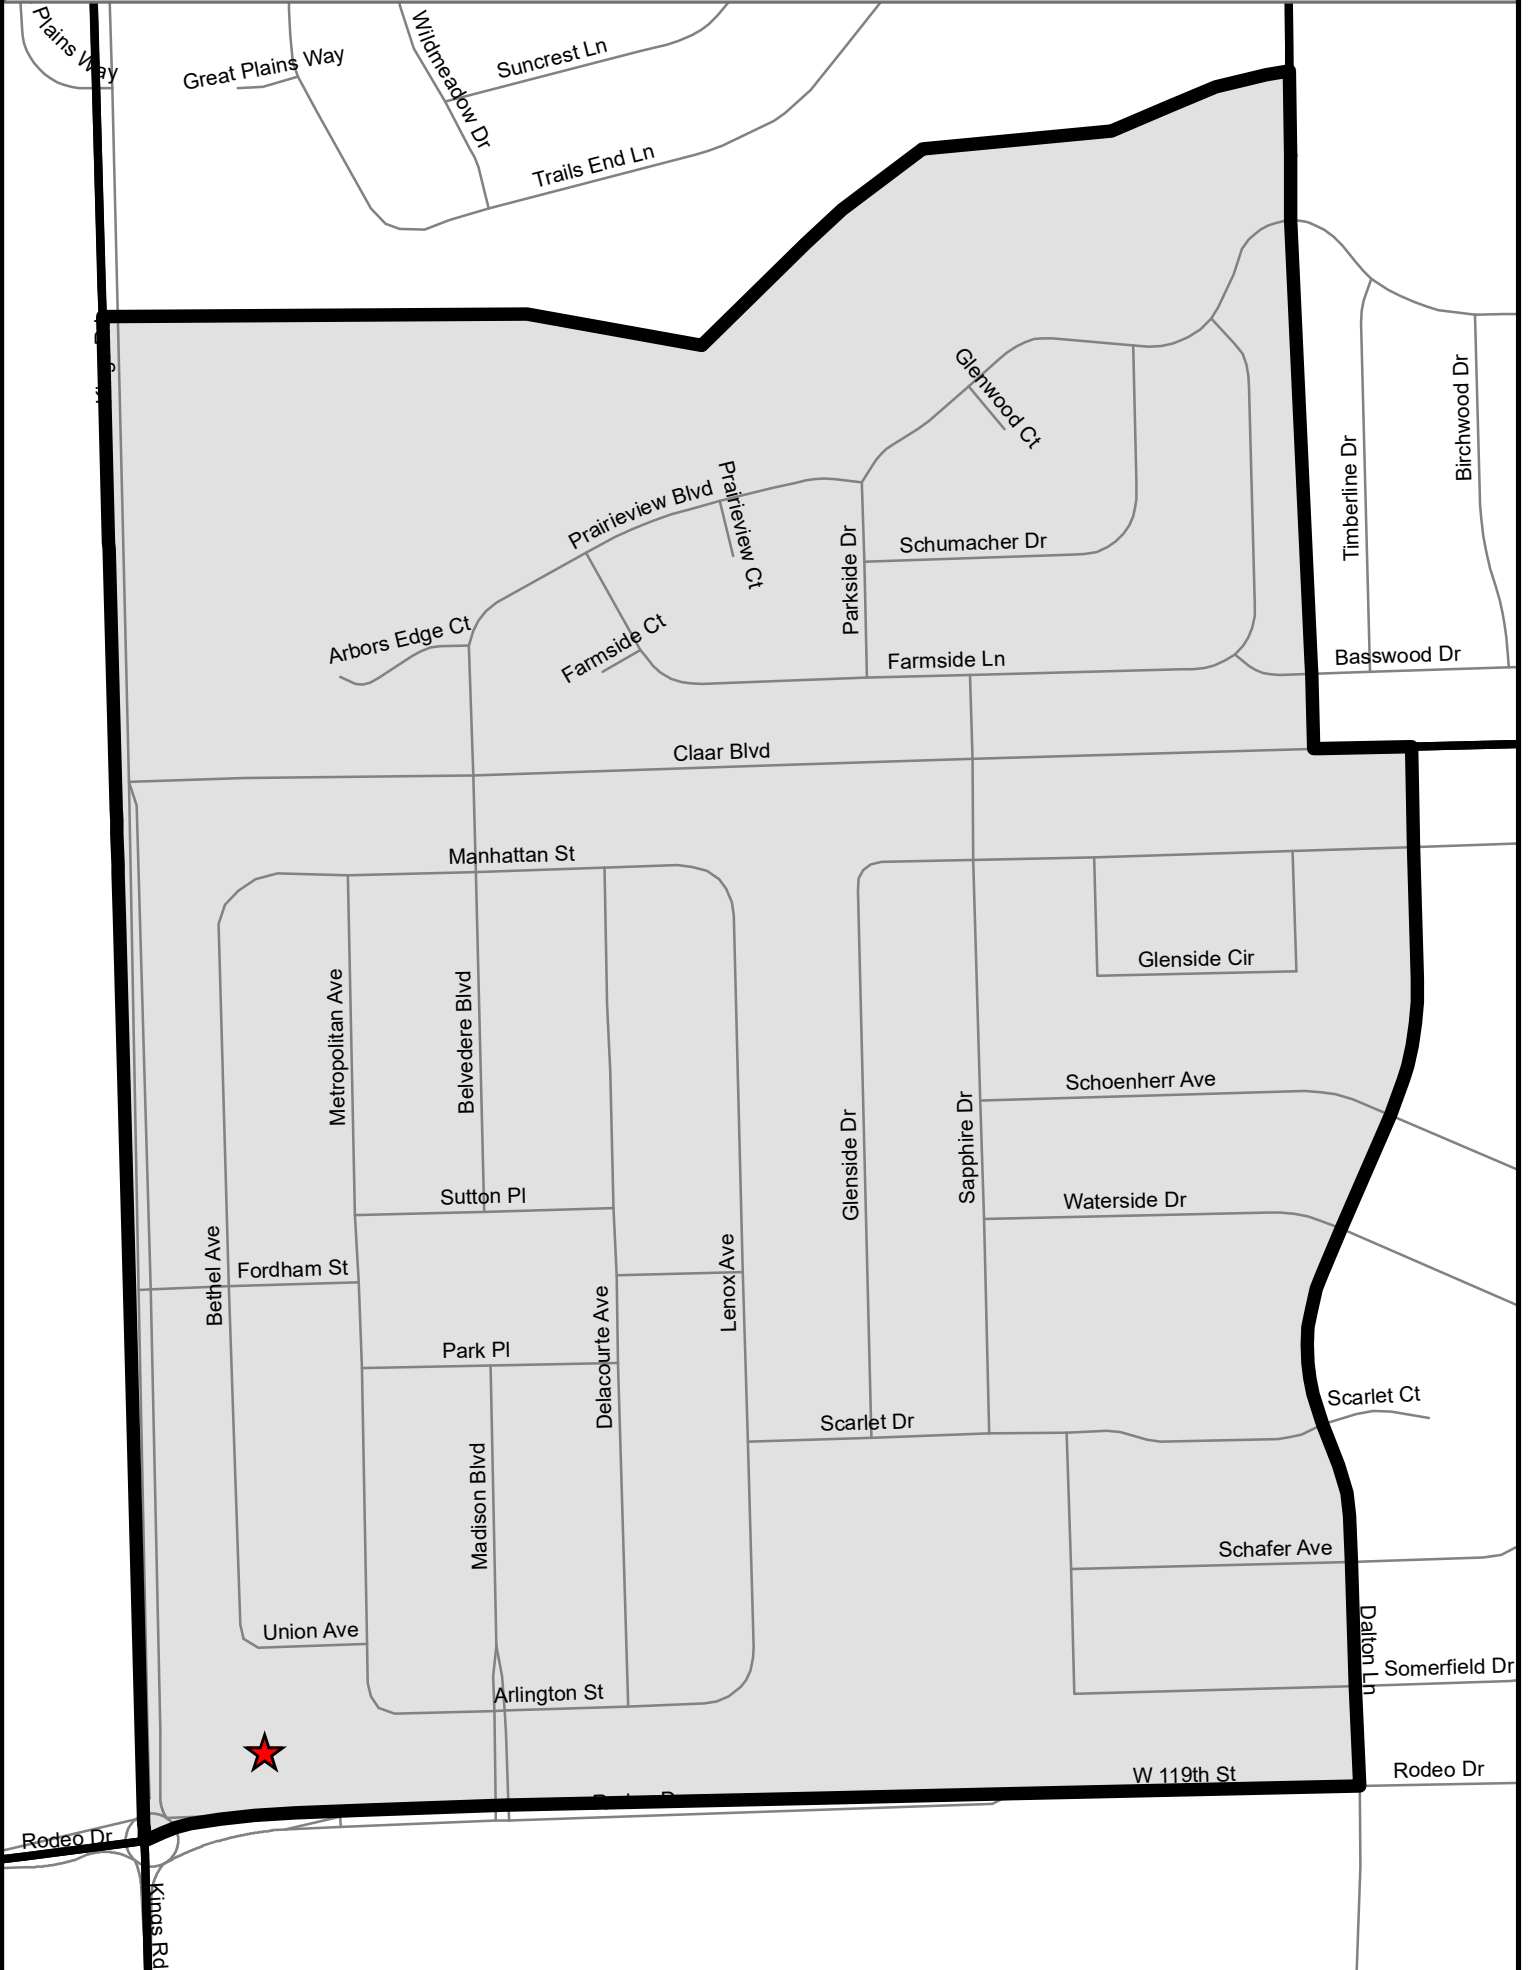 Plains Way
Great Plains Way
Wildmeadow Dr
Suncrest Ln
Trails End Ln
Glenwood Ct
Birchwood Dr
Timberline Dr
Prairieview Blvd
Prairieview Ct
Parkside Dr
Schumacher Dr
Arbors Edge Ct
Farmside Ct
Farmside Ln
Basswood Dr
Claar Blvd
Manhattan St
Glenside Cir
Metropolitan Ave
Belvedere Blvd
Schoenherr Ave
Glenside Dr
Sapphire Dr
Sutton Pl
Waterside Dr
Bethel Ave
Fordham St
Lenox Ave
Delacourte Ave
Park Pl
Scarlet Ct
Scarlet Dr
Madison Blvd
Schafer Ave
Union Ave
Dalton Ln
Somerfield Dr
Arlington St
W 119th St
Rodeo Dr
Rodeo Dr
Kings Rd